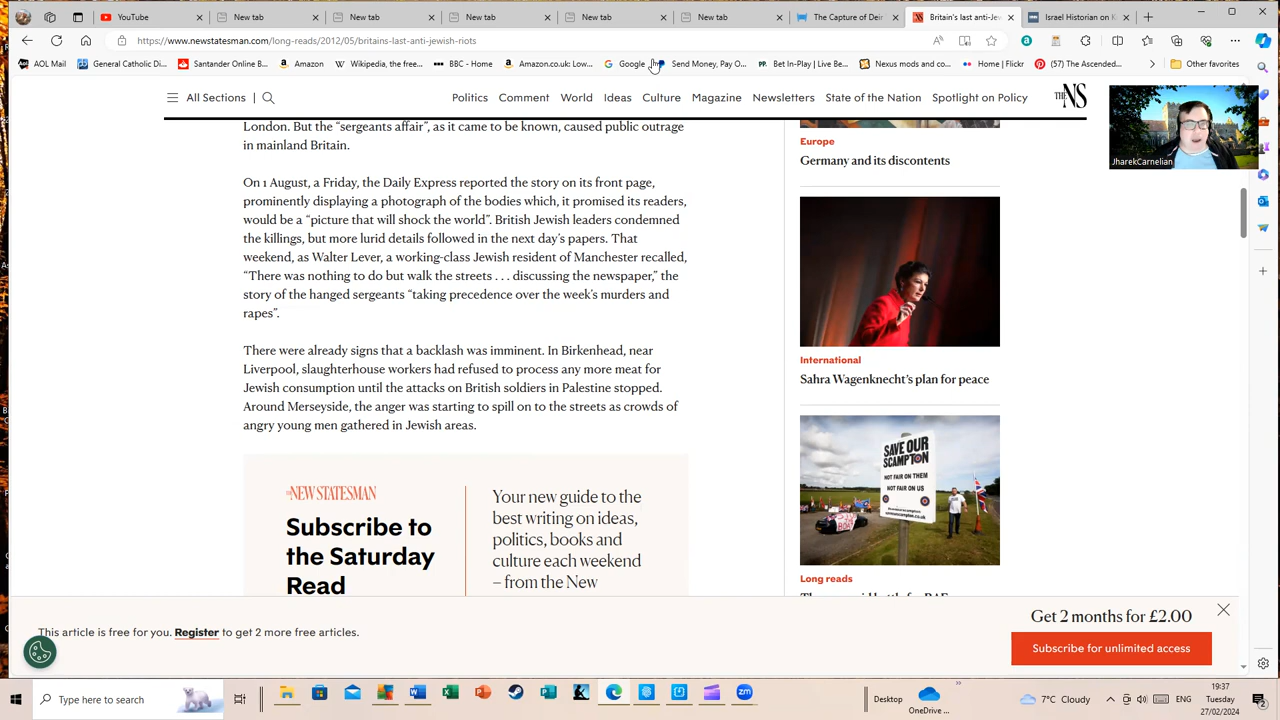 YouTube
New tab
New tab
New tab
New tab
New tab
The Capture of Deir
Britain's last anti-Jew
Israel Historian on
https://www.newstatesman.com/long-reads/2012/05/britains-last-anti-jewish-riots
AOL Mail
General Catholic Di...
Santander Online B...
Amazon
Wikipedia, the free...
BBC - Home
Amazon.co.uk: Low...
Google
Send Money, Pay O...
Bet In-Play | Live Be...
Nexus mods and co...
Home | Flickr
(57) The Ascended...
Other favorites
All Sections
Politics
Comment
World
Ideas
Culture
Magazine
Newsletters
State of the Nation
Spotlight on Policy
THE NS
JharekCarnelian
London. But the “sergeants affair”, as it came to be known, caused public outrage
in mainland Britain.
On 1 August, a Friday, the Daily Express reported the story on its front page,
prominently displaying a photograph of the bodies which, it promised its readers,
would be a “picture that will shock the world”. British Jewish leaders condemned
the killings, but more lurid details followed in the next day’s papers. That
weekend, as Walter Lever, a working-class Jewish resident of Manchester recalled,
“There was nothing to do but walk the streets . . . discussing the newspaper,” the
story of the hanged sergeants “taking precedence over the week’s murders and
rapes”.
There were already signs that a backlash was imminent. In Birkenhead, near
Liverpool, slaughterhouse workers had refused to process any more meat for
Jewish consumption until the attacks on British soldiers in Palestine stopped.
Around Merseyside, the anger was starting to spill on to the streets as crowds of
angry young men gathered in Jewish areas.
THE NEW STATESMAN
Subscribe to
the Saturday
Read
Your new guide to the
best writing on ideas,
politics, books and
culture each weekend
– from the New
Europe
Germany and its discontents
International
Sahra Wagenknecht’s plan for peace
SAVE OUR
SCAMPTON
NOT FAIR ON THEM
NOT FAIR ON US
Long reads
This article is free for you. Register to get 2 more free articles.
Get 2 months for £2.00
Subscribe for unlimited access
Type here to search
Desktop
OneDrive ...
7°C Cloudy
ENG
19:37
Tuesday
27/02/2024